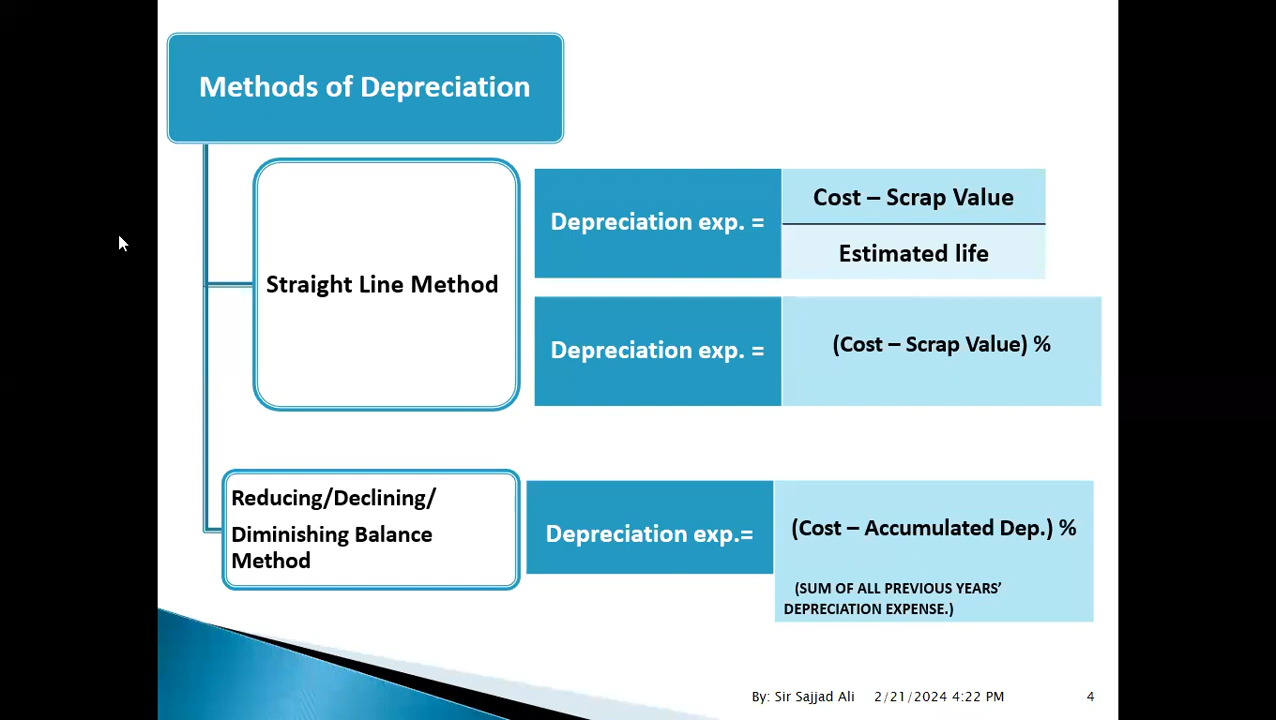 Methods of Depreciation
Straight Line Method
Depreciation exp. =
Cost – Scrap Value
Estimated life
Depreciation exp. =
(Cost – Scrap Value) %
Reducing/Declining/
Diminishing Balance
Method
Depreciation exp.=
(Cost – Accumulated Dep.) %
(SUM OF ALL PREVIOUS YEARS’
DEPRECIATION EXPENSE.)
By: Sir Sajjad Ali 2/21/2024 4:22 PM 4